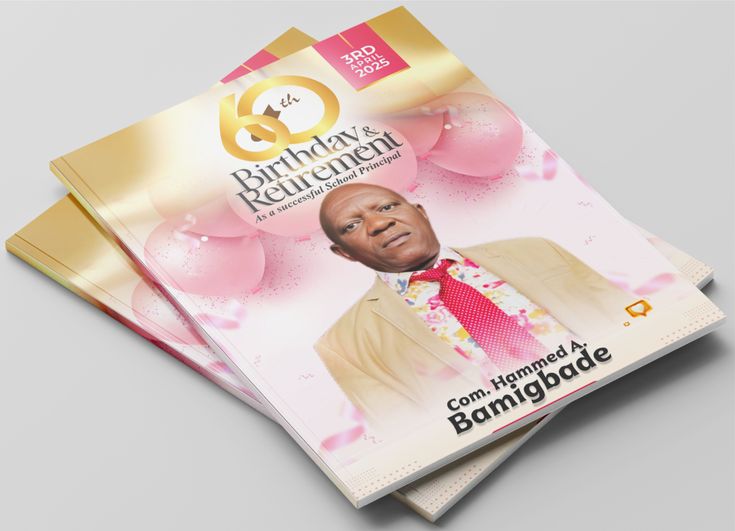 3RD
APRIL
2025
60th
Birthday &
Retirement
As a successful School Principal
Com. Hammed A.
Bamigbade